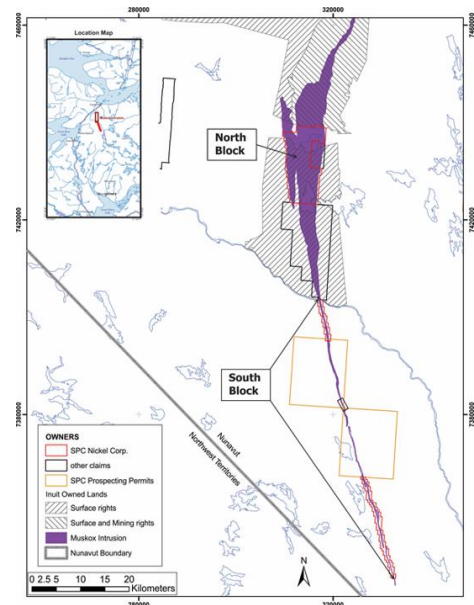 280000
320000
7460000
7460000
Location Map
North
Block
7420000
7420000
South
Block
7380000
7380000
Nunavut
Northwest Territories
OWNERS
SPC Nickel Corp.
other claims
SPC Prospecting Permits
Inuit Owned Lands
Surface rights
Surface and Mining rights
Muskox Intrusion
Nunavut Boundary
N
0 2.5 5 10 15 20
Kilometers
280000
320000